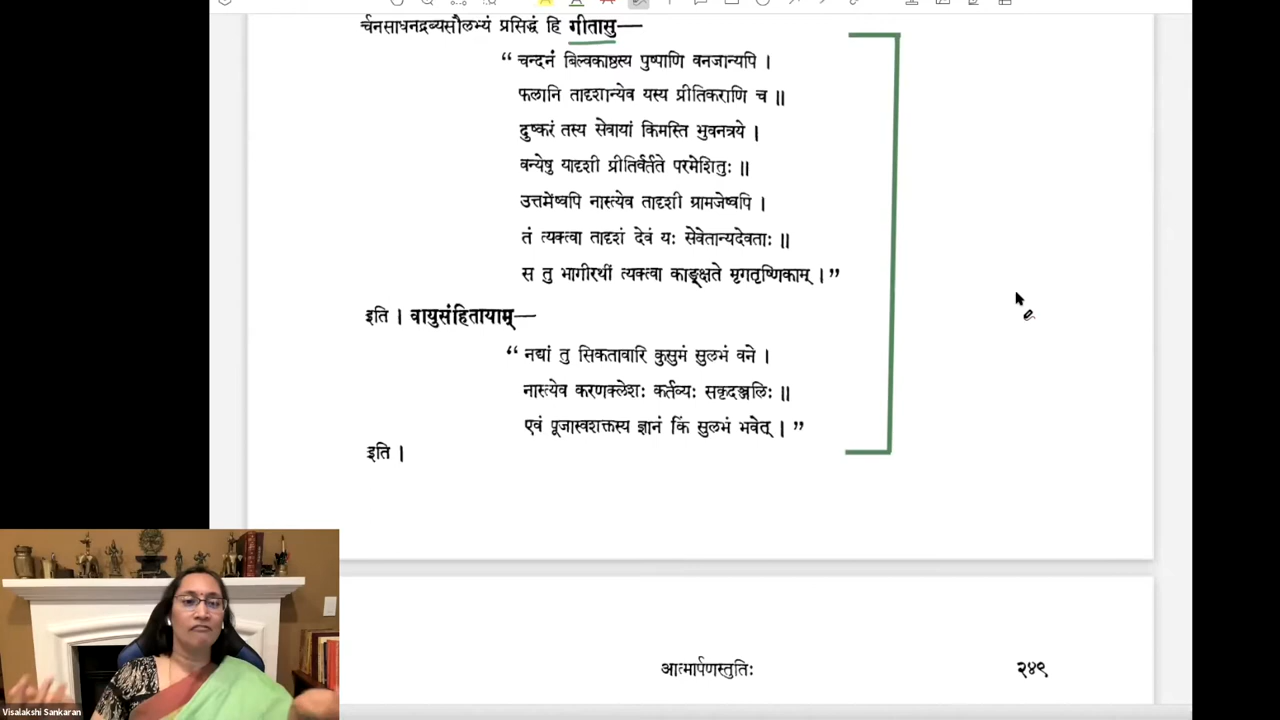 र्चनसाधनद्रव्यसौलभ्यं प्रसिद्धं हि गीतासु—
“ चन्दनं बिल्वकाष्ठस्य पुष्पाणि वनजान्यपि ।
फलानि तादृशान्येव यस्य प्रीतिकराणि च ॥
दुष्करं तस्य सेवायां किमस्ति भुवनत्रये ।
वन्येषु यादृशी प्रीतिर्वर्तते परमेशितुः ॥
उत्तमेष्वपि नास्त्येव तादृशी ग्रामजेष्वपि ।
तं त्यक्त्वा तादृशं देवं यः सेवेतान्यदेवताः ॥
स तु भागीरथीं त्यक्त्वा काङ्क्षते मृगतृष्णिकाम् । ”
इति । वायुसंहितायाम्—
“ नद्यां तु सिकतावारि कुसुमं सुलभं वने ।
नास्त्येव करणक्लेशः कर्तव्यः सकृदञ्जलिः ॥
एवं पूजास्वशक्तस्य ज्ञानं किं सुलभं भवेत् । ”
इति ।
आत्मार्पणस्तुतिः २४९
Visalakshi Sankaran